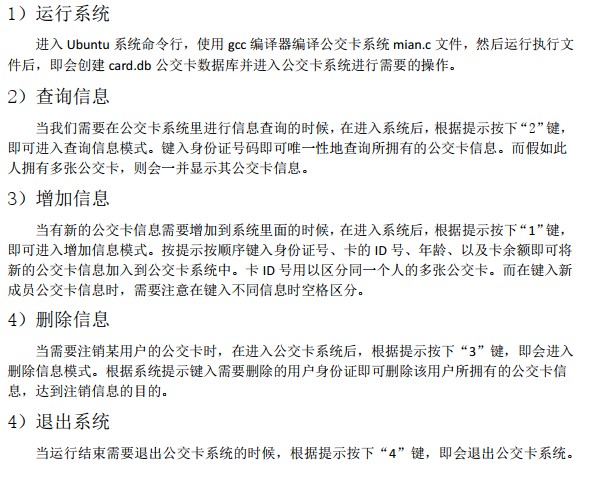 1）运行系统
进入 Ubuntu 系统命令行，使用 gcc 编译器编译公交卡系统 mian.c 文件，然后运行执行文
件后，即会创建 card.db 公交卡数据库并进入公交卡系统进行需要的操作。
2）查询信息
当我们需要在公交卡系统里进行信息查询的时候，在进入系统后，根据提示按下“2”键，
即可进入查询信息模式。键入身份证号码即可唯一性地查询所拥有的公交卡信息。而假如此
人拥有多张公交卡，则会一并显示其公交卡信息。
3）增加信息
当有新的公交卡信息需要增加到系统里面的时候，在进入系统后，根据提示按下“1”键，
即可进入增加信息模式。按提示按顺序键入身份证号、卡的 ID 号、年龄、以及卡余额即可将
新的公交卡信息加入到公交卡系统中。卡 ID 号用以区分同一个人的多张公交卡。而在键入新
成员公交卡信息时，需要注意在键入不同信息时空格区分。
4）删除信息
当需要注销某用户的公交卡时，在进入公交卡系统后，根据提示按下“3”键，即会进入
删除信息模式。根据系统提示键入需要删除的用户身份证即可删除该用户所拥有的公交卡信
息，达到注销信息的目的。
4）退出系统
当运行结束需要退出公交卡系统的时候，根据提示按下“4”键，即会退出公交卡系统。